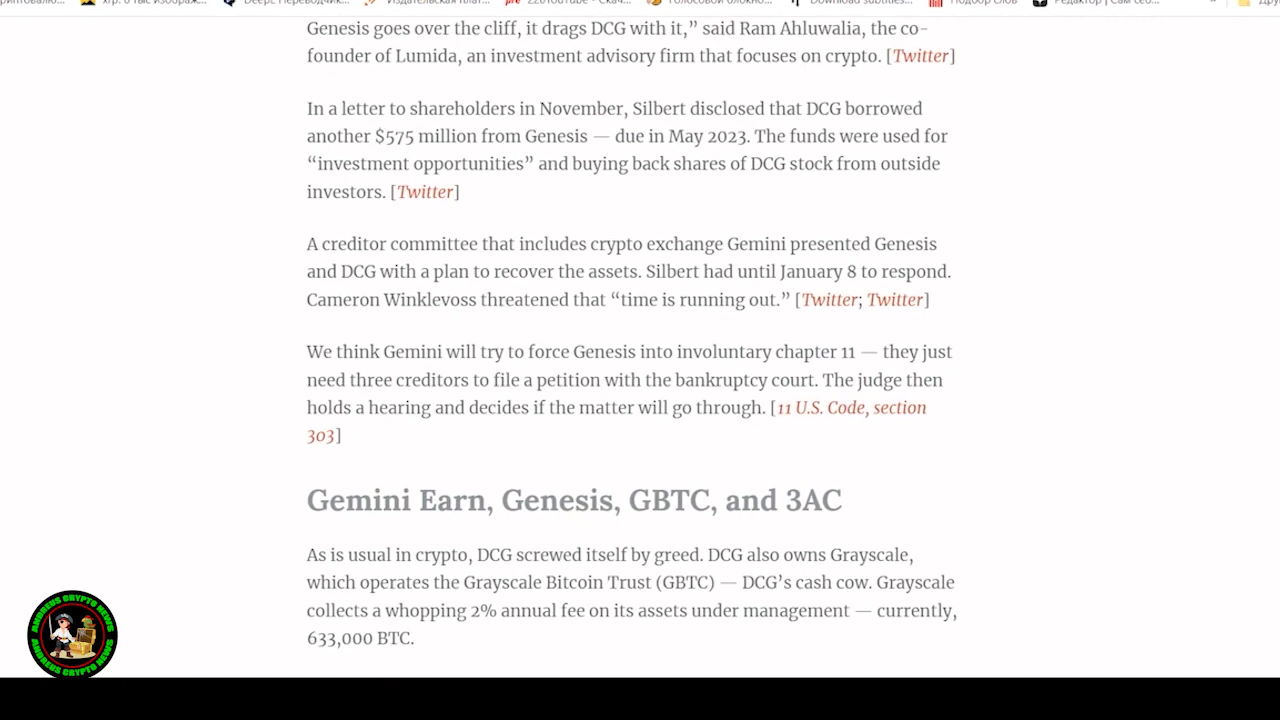 Genesis goes over the cliff, it drags DCG with it,” said Ram Ahluwalia, the co-
founder of Lumida, an investment advisory firm that focuses on crypto. [Twitter]
In a letter to shareholders in November, Silbert disclosed that DCG borrowed
another $575 million from Genesis — due in May 2023. The funds were used for
“investment opportunities” and buying back shares of DCG stock from outside
investors. [Twitter]
A creditor committee that includes crypto exchange Gemini presented Genesis
and DCG with a plan to recover the assets. Silbert had until January 8 to respond.
Cameron Winklevoss threatened that “time is running out.” [Twitter; Twitter]
We think Gemini will try to force Genesis into involuntary chapter 11 — they just
need three creditors to file a petition with the bankruptcy court. The judge then
holds a hearing and decides if the matter will go through. [11 U.S. Code, section
303]
Gemini Earn, Genesis, GBTC, and 3AC
As is usual in crypto, DCG screwed itself by greed. DCG also owns Grayscale,
which operates the Grayscale Bitcoin Trust (GBTC) — DCG’s cash cow. Grayscale
collects a whopping 2% annual fee on its assets under management — currently,
633,000 BTC.
ANDREUS CRYPTO NEWS
ANDREUS CRYPTO NEWS